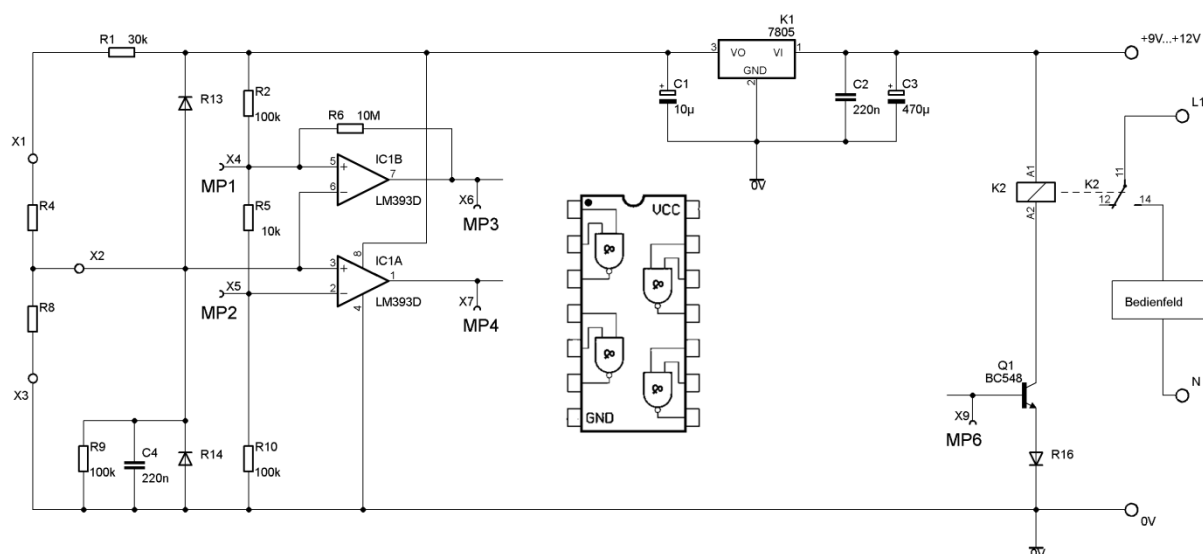 K1
7805
+9V...+12V
R1 30k
3 VO VI 1
GND
2
R13
R2
100k
C1
10µ
C2
220n
C3
470µ
L1
R6 10M
X1
X4
MP1
5
+
IC1B
7
6
−
LM393D
X6
MP3
0V
A1
K2
A2
K2
11
12
14
R4
R5
10k
VCC
&
&
&
&
GND
X2
8
3
+
IC1A
1
X5
MP2
2
−
LM393D
4
X7
MP4
R8
Bedienfeld
X3
Q1
BC548
N
X9
MP6
R9
100k
C4
220n
R14
R10
100k
R16
0V
0V